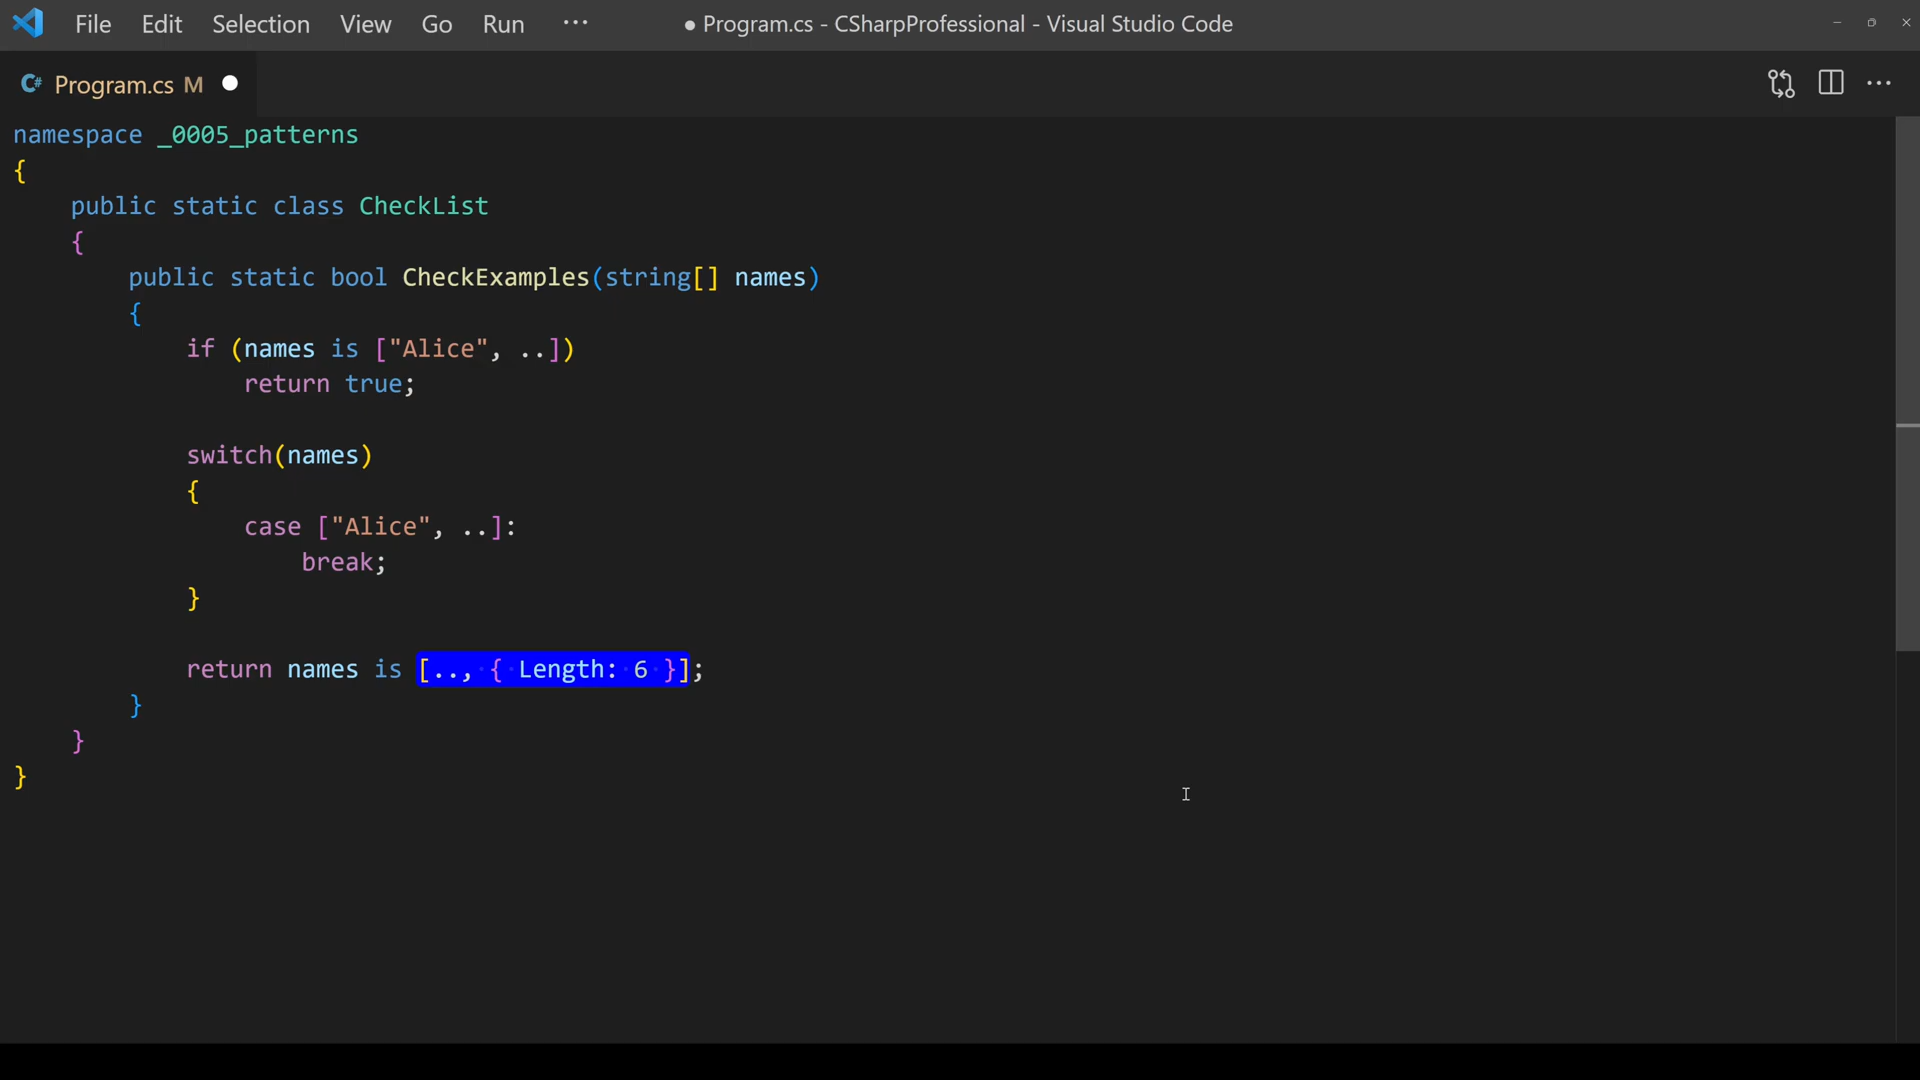 File Edit Selection View Go Run ··· ● Program.cs - CSharpProfessional - Visual Studio Code
C# Program.cs M
namespace _0005_patterns
{
    public static class CheckList
    {
        public static bool CheckExamples(string[] names)
        {
            if (names is ["Alice", ..])
                return true;
            switch(names)
            {
                case ["Alice", ..]:
                    break;
            }
            return names is [.., { Length: 6 }];
        }
    }
}